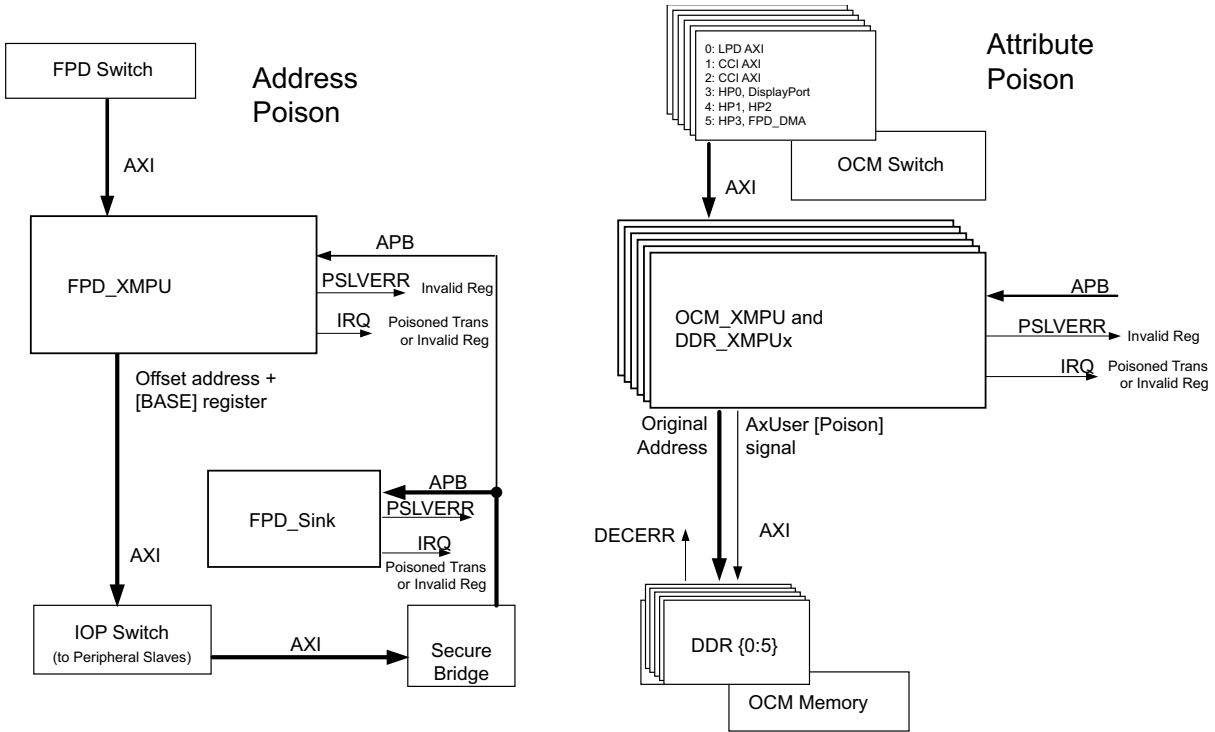 FPD Switch
Address
Poison
AXI
FPD_XMPU
APB
PSLVERR
Invalid Reg
IRQ
Poisoned Trans
or Invalid Reg
Offset address +
[BASE] register
FPD_Sink
APB
PSLVERR
IRQ
Poisoned Trans
or Invalid Reg
AXI
IOP Switch
(to Peripheral Slaves)
AXI
Secure
Bridge
Attribute
Poison
0: LPD AXI
1: CCI AXI
2: CCI AXI
3: HP0, DisplayPort
4: HP1, HP2
5: HP3, FPD_DMA
OCM Switch
AXI
OCM_XMPU and
DDR_XMPUx
APB
PSLVERR
Invalid Reg
IRQ
Poisoned Trans
or Invalid Reg
Original
Address
AxUser [Poison]
signal
DECERR
AXI
DDR {0:5}
OCM Memory